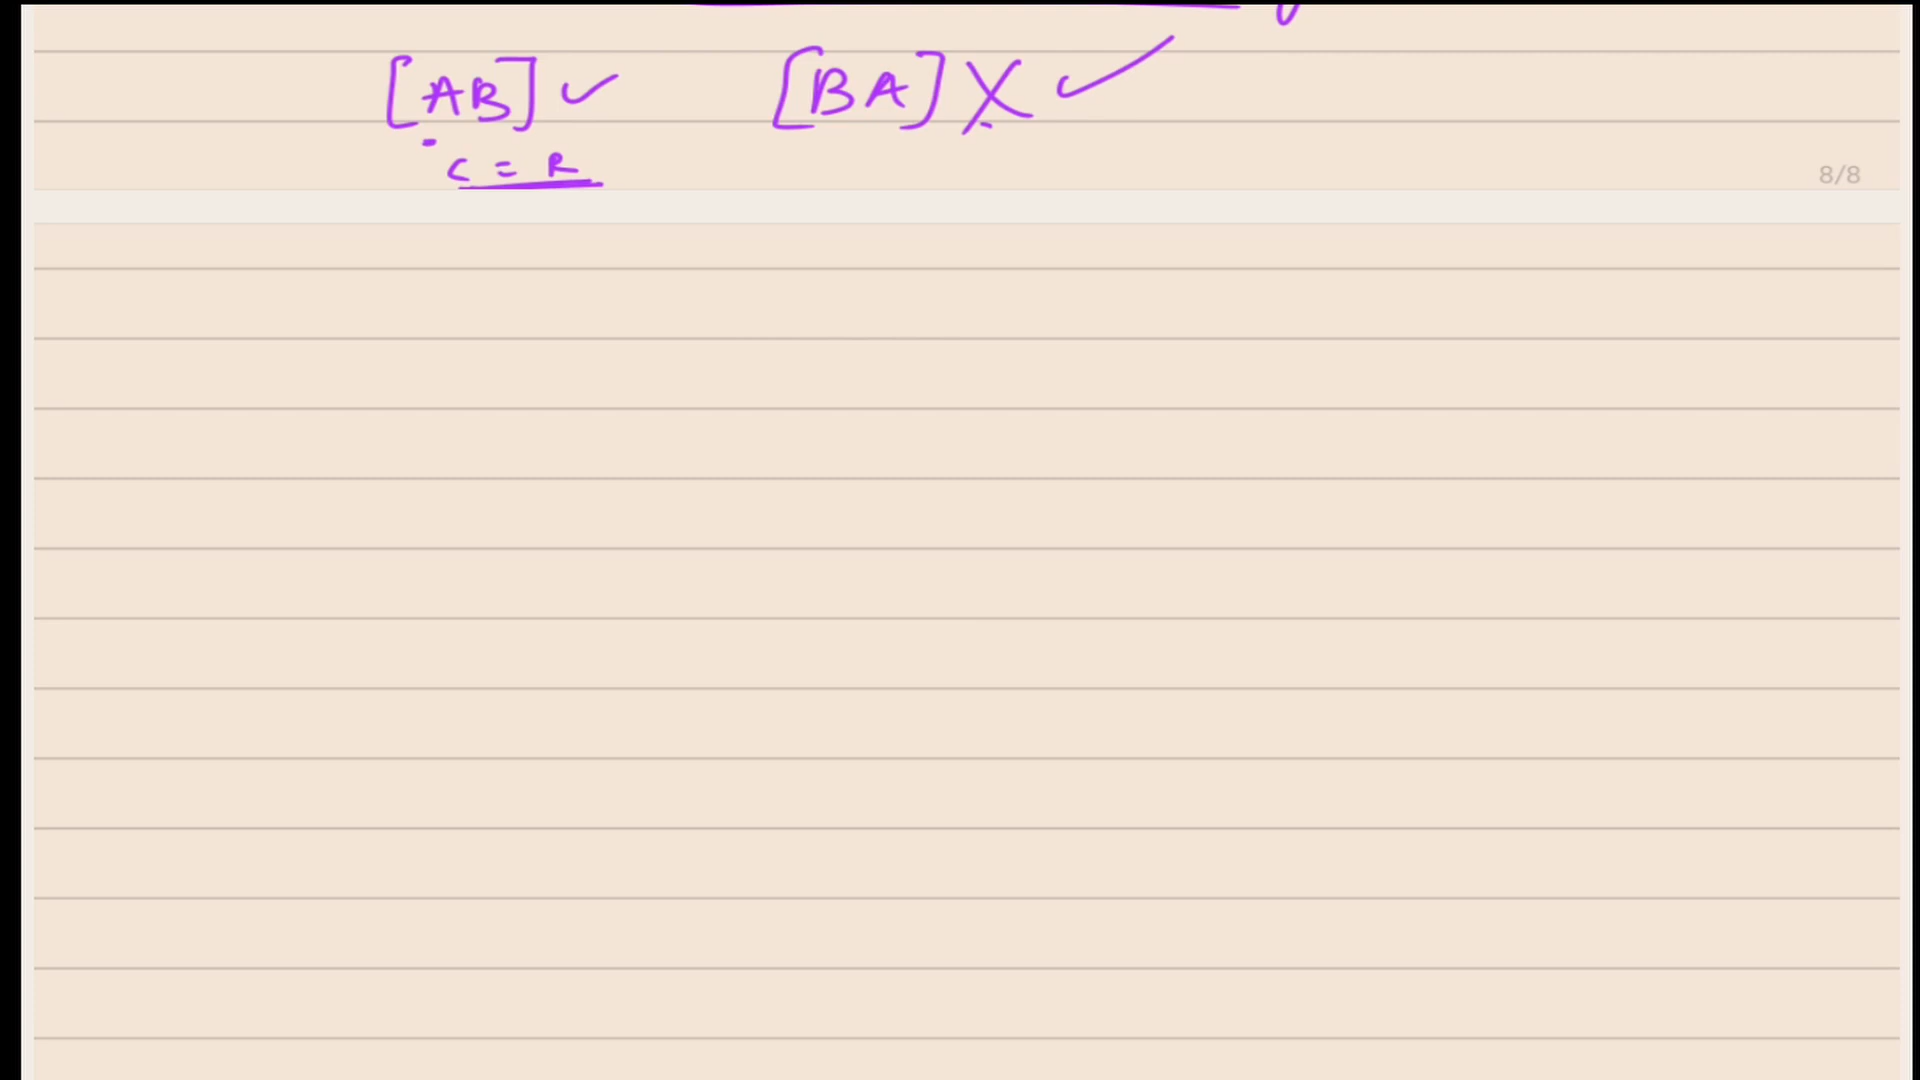 [AB] ✓ [BA] X ✓
C = R
8/8